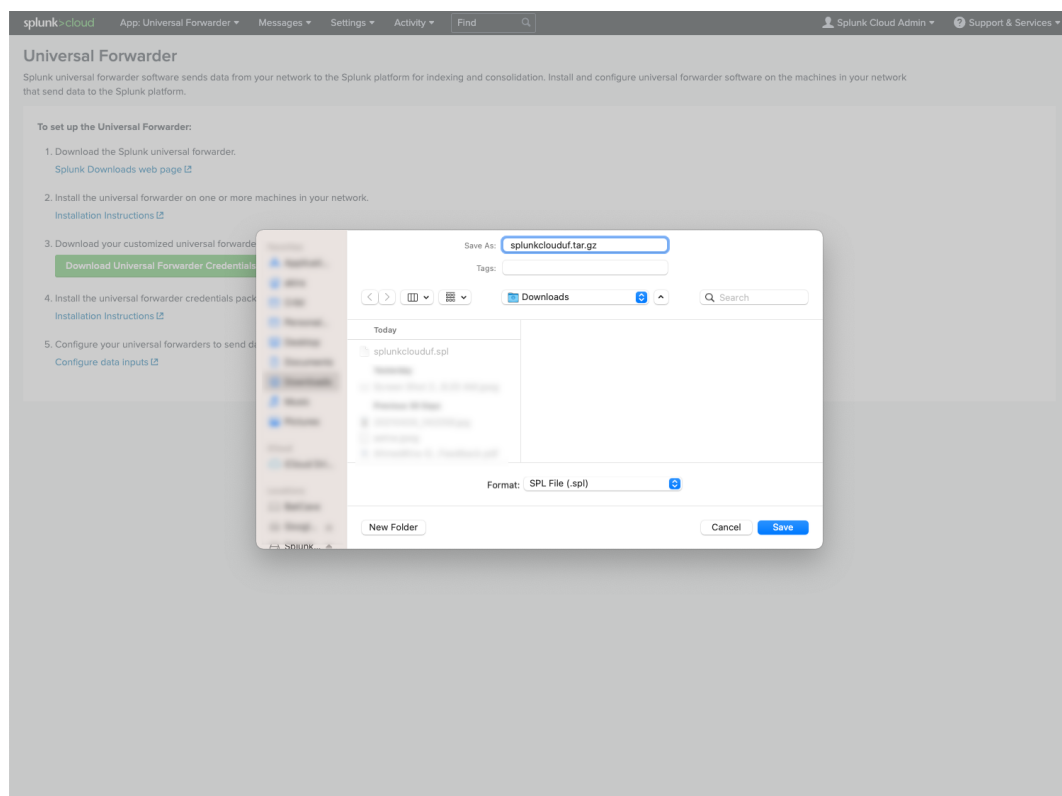 splunk>cloud App: Universal Forwarder Messages Settings Activity Find Splunk Cloud Admin Support & Services
Universal Forwarder
Splunk universal forwarder software sends data from your network to the Splunk platform for indexing and consolidation. Install and configure universal forwarder software on the machines in your network
that send data to the Splunk platform.
To set up the Universal Forwarder:
1. Download the Splunk universal forwarder.
Splunk Downloads web page
2. Install the universal forwarder on one or more machines in your network.
Installation Instructions
3. Download your customized universal forwarde
Download Universal Forwarder Credentials
4. Install the universal forwarder credentials pack
Installation Instructions
5. Configure your universal forwarders to send da
Configure data inputs
Save As: splunkclouduf.tar.gz
Tags:
Downloads
Search
Today
splunkclouduf.spl
Format: SPL File (.spl)
New Folder Cancel Save
Splunk...